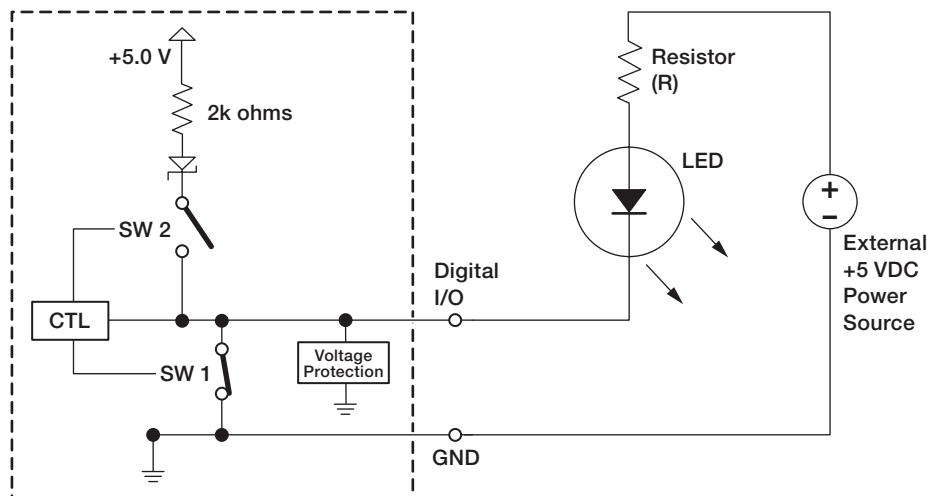 +5.0 V
2k ohms
SW 2
CTL
SW 1
Voltage
Protection
Digital
I/O
GND
Resistor
(R)
LED
+
–
External
+5 VDC
Power
Source